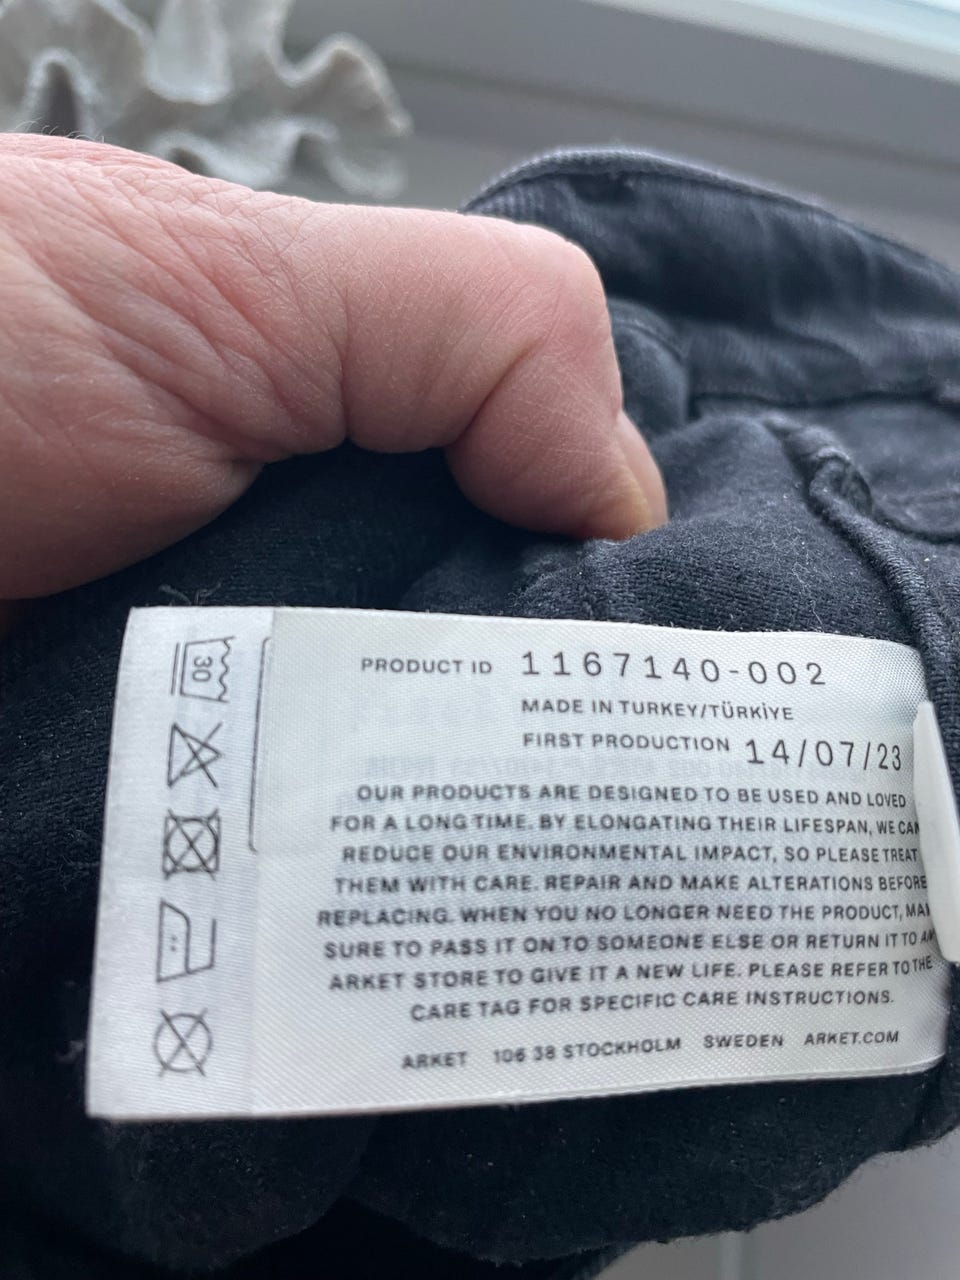 30
PRODUCT ID 1167140-002
MADE IN TURKEY/TÜRKİYE
FIRST PRODUCTION 14/07/23
OUR PRODUCTS ARE DESIGNED TO BE USED AND LOVED
FOR A LONG TIME. BY ELONGATING THEIR LIFESPAN, WE CAN
REDUCE OUR ENVIRONMENTAL IMPACT, SO PLEASE TREAT
THEM WITH CARE. REPAIR AND MAKE ALTERATIONS BEFORE
REPLACING. WHEN YOU NO LONGER NEED THE PRODUCT, MAK
SURE TO PASS IT ON TO SOMEONE ELSE OR RETURN IT TO AN
ARKET STORE TO GIVE IT A NEW LIFE. PLEASE REFER TO THE
CARE TAG FOR SPECIFIC CARE INSTRUCTIONS.
ARKET 106 38 STOCKHOLM SWEDEN ARKET.COM